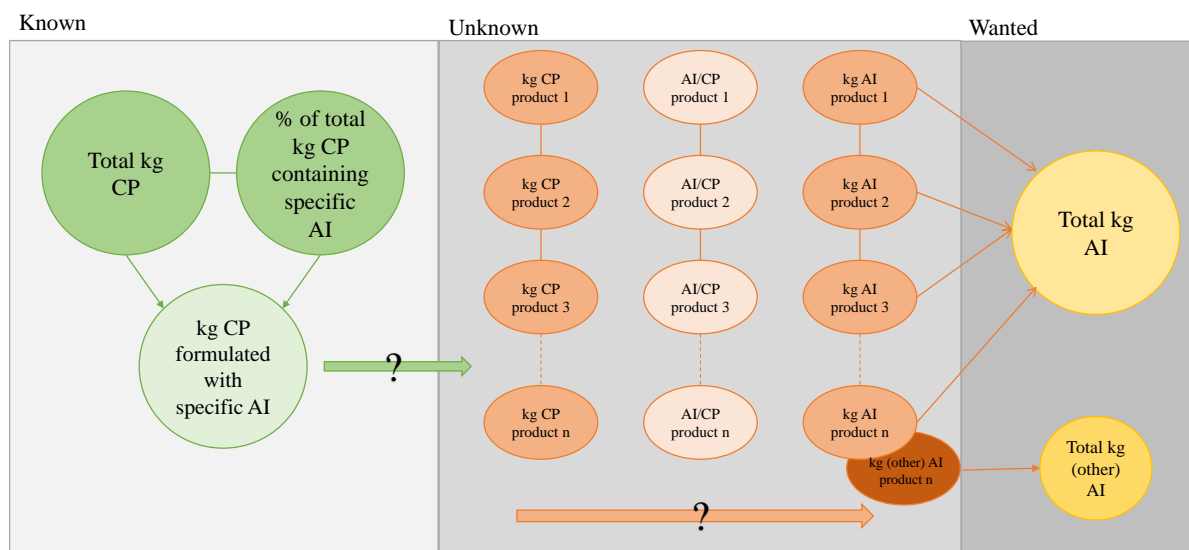 Known
Unknown
Wanted
Total kg
CP
% of total
kg CP
containing
specific
AI
kg CP
formulated
with
specific AI
?
kg CP
product 1
kg CP
product 2
kg CP
product 3
kg CP
product n
AI/CP
product 1
AI/CP
product 2
AI/CP
product 3
AI/CP
product n
kg AI
product 1
kg AI
product 2
kg AI
product 3
kg AI
product n
kg (other) AI
product n
?
Total kg
AI
Total kg
(other)
AI